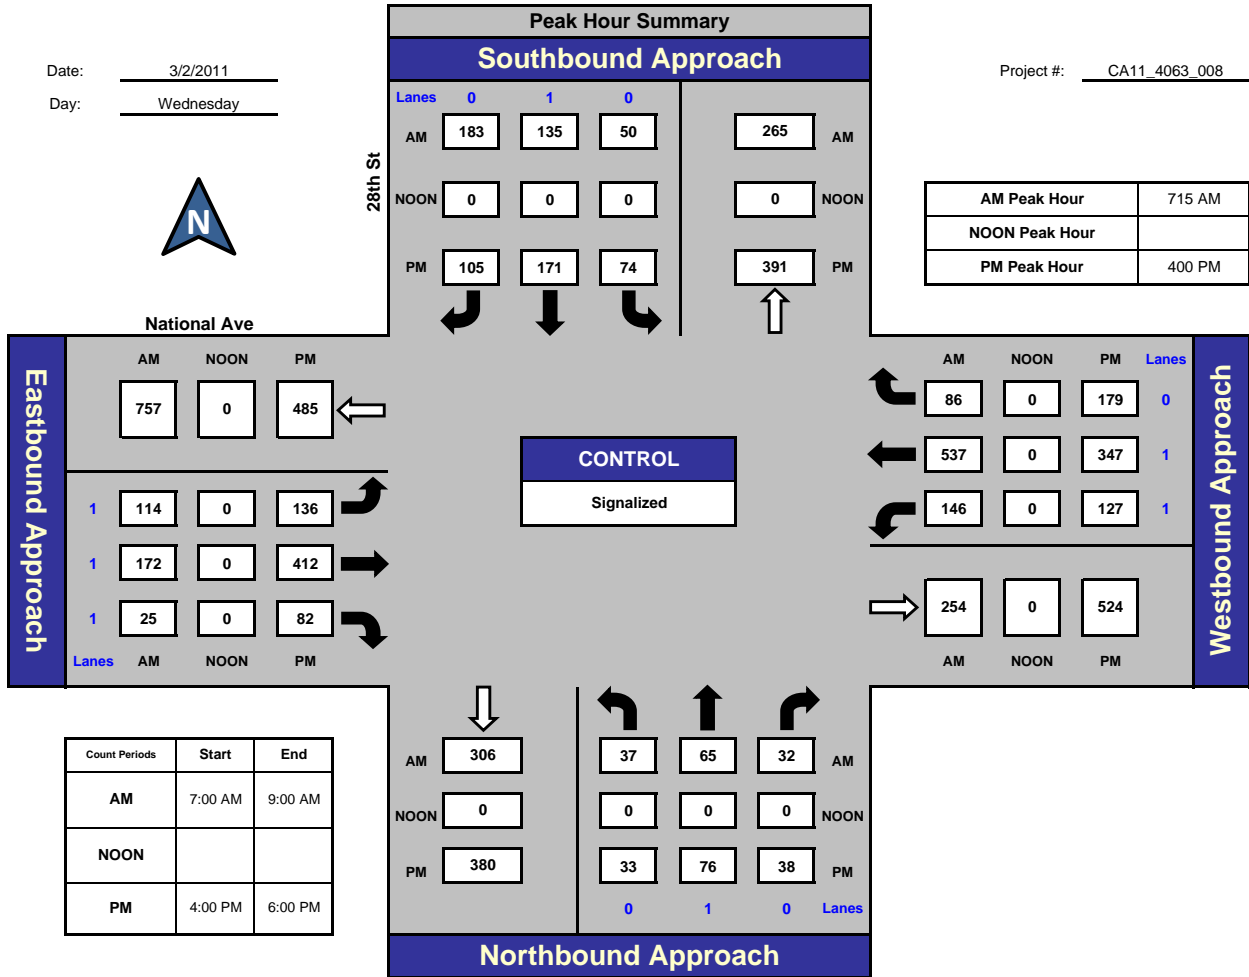 Peak Hour Summary
Southbound Approach
Date: 3/2/2011
Day: Wednesday
Project #: CA11_4063_008
N
28th St
Lanes 0 1 0
AM 183 135 50 265 AM
NOON 0 0 0 0 NOON
PM 105 171 74 391 PM
AM Peak Hour 715 AM
NOON Peak Hour
PM Peak Hour 400 PM
National Ave
Eastbound Approach
AM NOON PM
757 0 485
1 114 0 136
1 172 0 412
1 25 0 82
Lanes AM NOON PM
CONTROL
Signalized
AM NOON PM Lanes
86 0 179 0
537 0 347 1
146 0 127 1
254 0 524
AM NOON PM
Westbound Approach
Count Periods Start End
AM 7:00 AM 9:00 AM
NOON
PM 4:00 PM 6:00 PM
AM 306 37 65 32 AM
NOON 0 0 0 0 NOON
PM 380 33 76 38 PM
0 1 0 Lanes
Northbound Approach